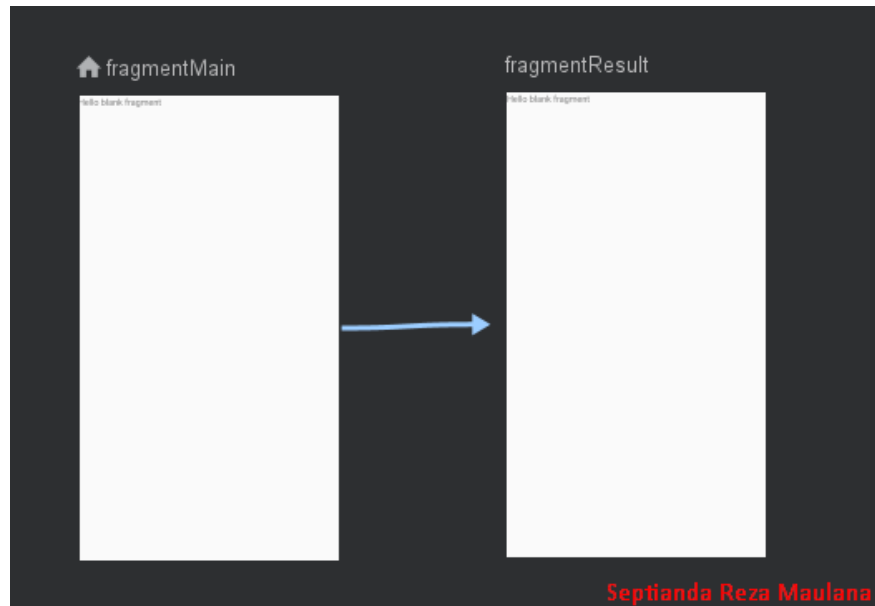 fragmentMain
fragmentResult
Hello blank fragment
Hello blank fragment
Septianda Reza Maulana